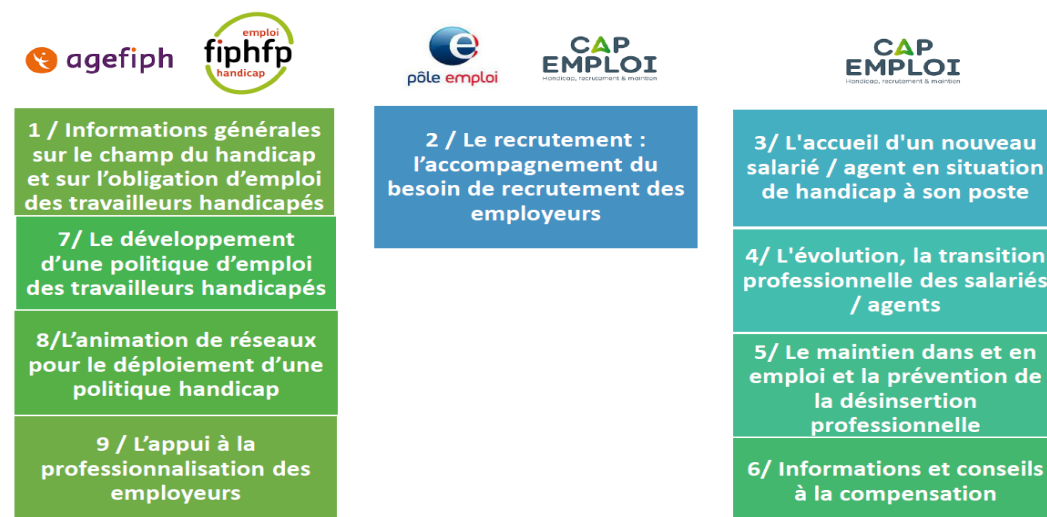 agefiph
emploi
fiphfp
handicap
1 / Informations générales
sur le champ du handicap
et sur l’obligation d’emploi
des travailleurs handicapés
7/ Le développement
d’une politique d’emploi
des travailleurs handicapés
8/L’animation de réseaux
pour le déploiement d’une
politique handicap
9 / L’appui à la
professionnalisation des
employeurs
pôle emploi
CAP
EMPLOI
Handicap, recrutement & maintien
2 / Le recrutement :
l’accompagnement du
besoin de recrutement des
employeurs
CAP
EMPLOI
Handicap, recrutement & maintien
3/ L'accueil d'un nouveau
salarié / agent en situation
de handicap à son poste
4/ L'évolution, la transition
professionnelle des salariés
/ agents
5/ Le maintien dans et en
emploi et la prévention de
la désinsertion
professionnelle
6/ Informations et conseils
à la compensation